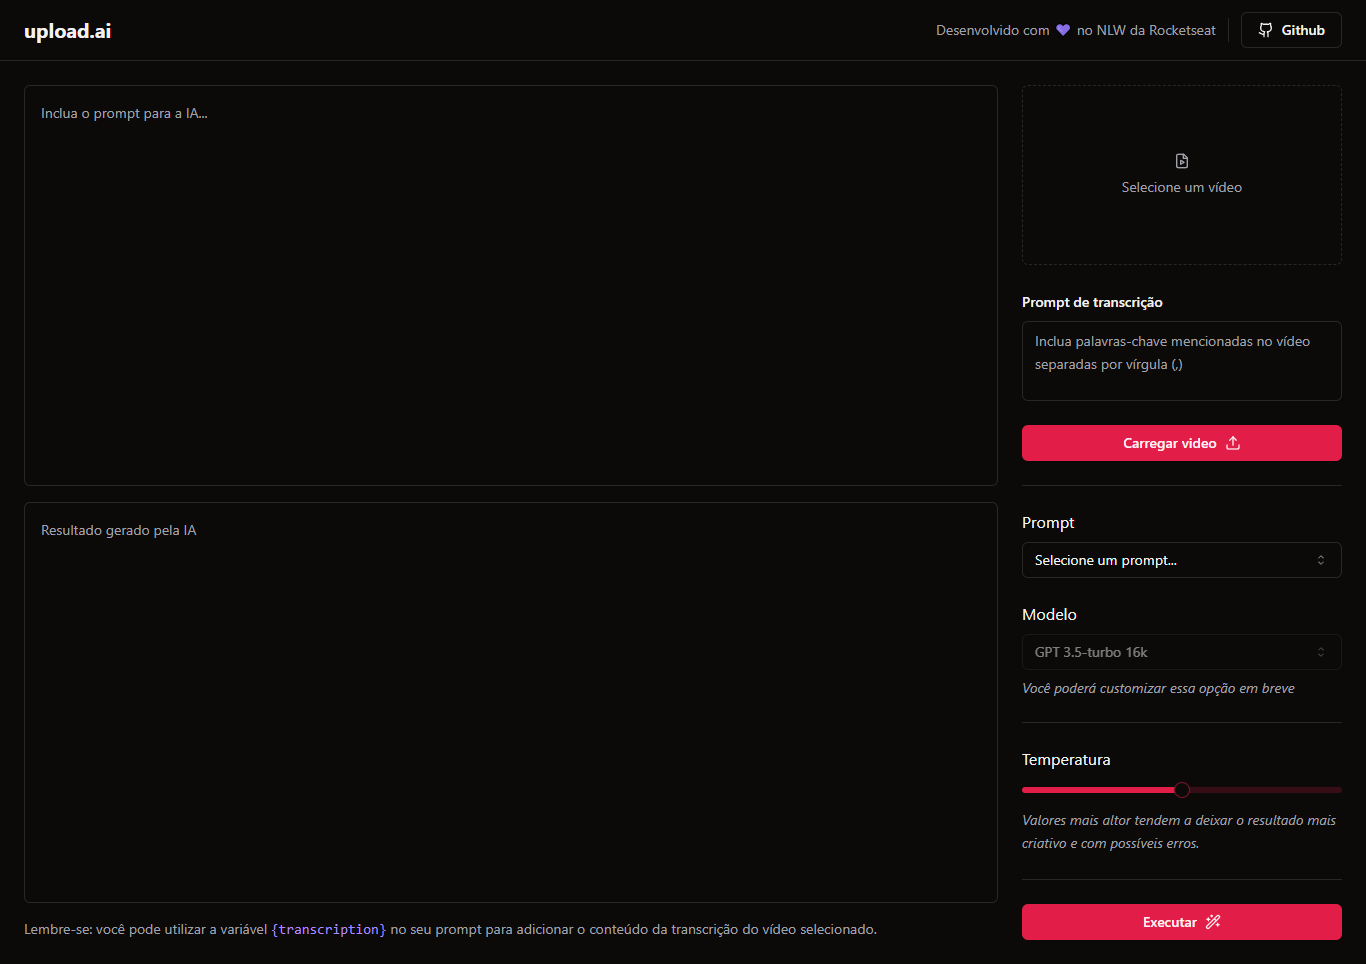 upload.ai
Desenvolvido com 💜 no NLW da Rocketseat
Github
Inclua o prompt para a IA...
Resultado gerado pela IA
Lembre-se: você pode utilizar a variável {transcription} no seu prompt para adicionar o conteúdo da transcrição do vídeo selecionado.
Selecione um vídeo
Prompt de transcrição
Inclua palavras-chave mencionadas no vídeo
separadas por vírgula (,)
Carregar video
Prompt
Selecione um prompt...
Modelo
GPT 3.5-turbo 16k
Você poderá customizar essa opção em breve
Temperatura
Valores mais altor tendem a deixar o resultado mais
criativo e com possíveis erros.
Executar